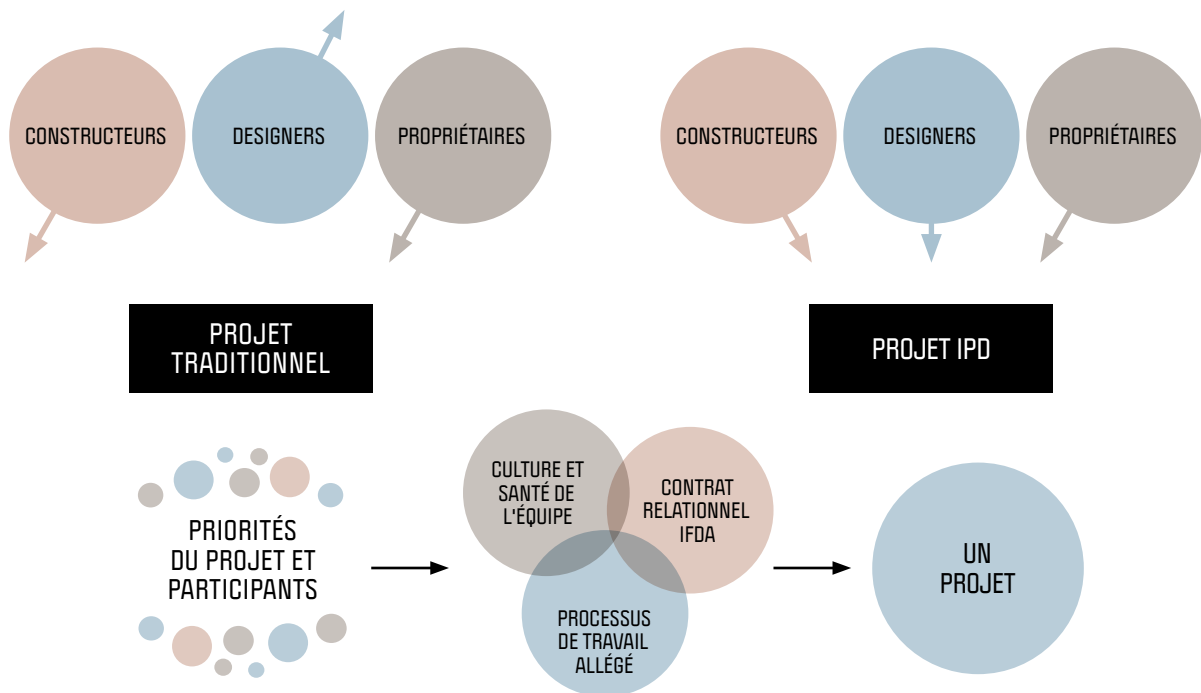 CONSTRUCTEURS
DESIGNERS
PROPRIÉTAIRES
CONSTRUCTEURS
DESIGNERS
PROPRIÉTAIRES
PROJET
TRADITIONNEL
PROJET IPD
PRIORITÉS
DU PROJET ET
PARTICIPANTS
CULTURE ET
SANTÉ DE
L'ÉQUIPE
CONTRAT
RELATIONNEL
IFDA
PROCESSUS
DE TRAVAIL
ALLÉGÉ
UN
PROJET